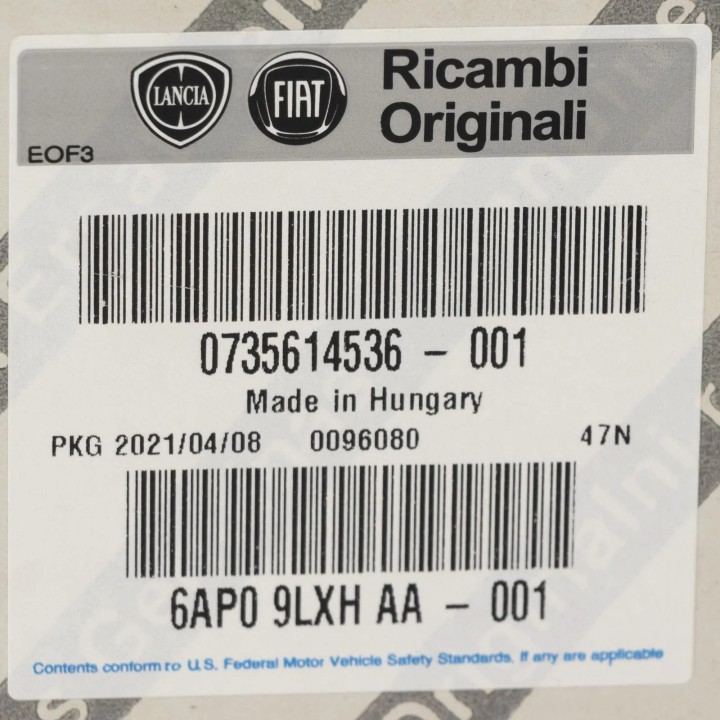 LANCIA FIAT Ricambi
Originali
EOF3
0735614536 - 001
Made in Hungary
PKG 2021/04/08 0096080 47N
6AP0 9LXH AA - 001
Contents conform to U.S. Federal Motor Vehicle Safety Standards, If any are applicable